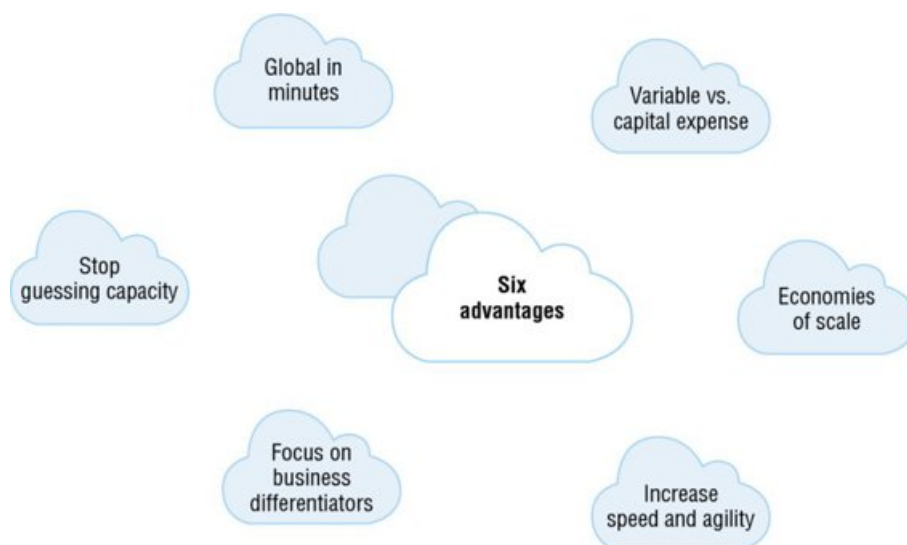 Global in
minutes
Variable vs.
capital expense
Stop
guessing capacity
Six
advantages
Economies
of scale
Focus on
business
differentiators
Increase
speed and agility